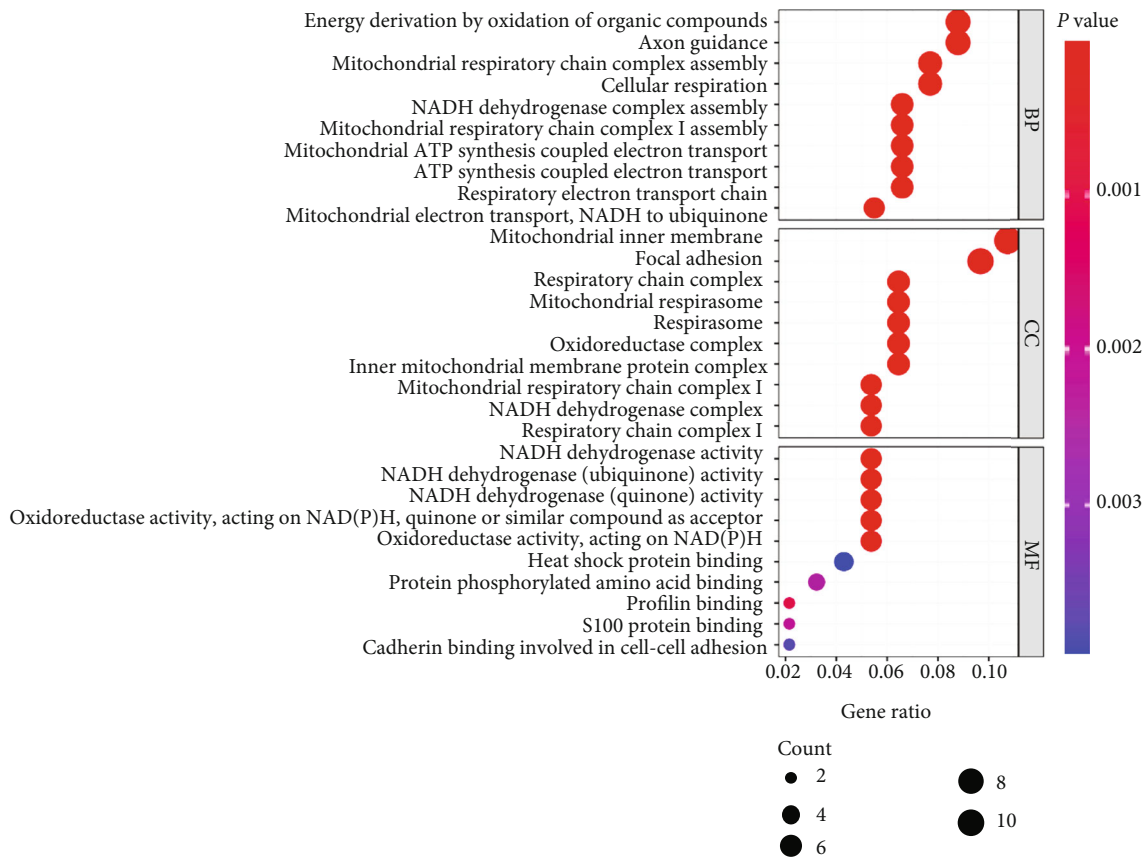 Energy derivation by oxidation of organic compounds
Axon guidance
Mitochondrial respiratory chain complex assembly
Cellular respiration
NADH dehydrogenase complex assembly
Mitochondrial respiratory chain complex I assembly
Mitochondrial ATP synthesis coupled electron transport
ATP synthesis coupled electron transport
Respiratory electron transport chain
Mitochondrial electron transport, NADH to ubiquinone
BP
Mitochondrial inner membrane
Focal adhesion
Respiratory chain complex
Mitochondrial respirasome
Respirasome
Oxidoreductase complex
Inner mitochondrial membrane protein complex
Mitochondrial respiratory chain complex I
NADH dehydrogenase complex
Respiratory chain complex I
CC
NADH dehydrogenase activity
NADH dehydrogenase (ubiquinone) activity
NADH dehydrogenase (quinone) activity
Oxidoreductase activity, acting on NAD(P)H, quinone or similar compound as acceptor
Oxidoreductase activity, acting on NAD(P)H
Heat shock protein binding
Protein phosphorylated amino acid binding
Profilin binding
S100 protein binding
Cadherin binding involved in cell-cell adhesion
MF
0.02 0.04 0.06 0.08 0.10
Gene ratio
P value
0.001
0.002
0.003
Count
2
4
6
8
10